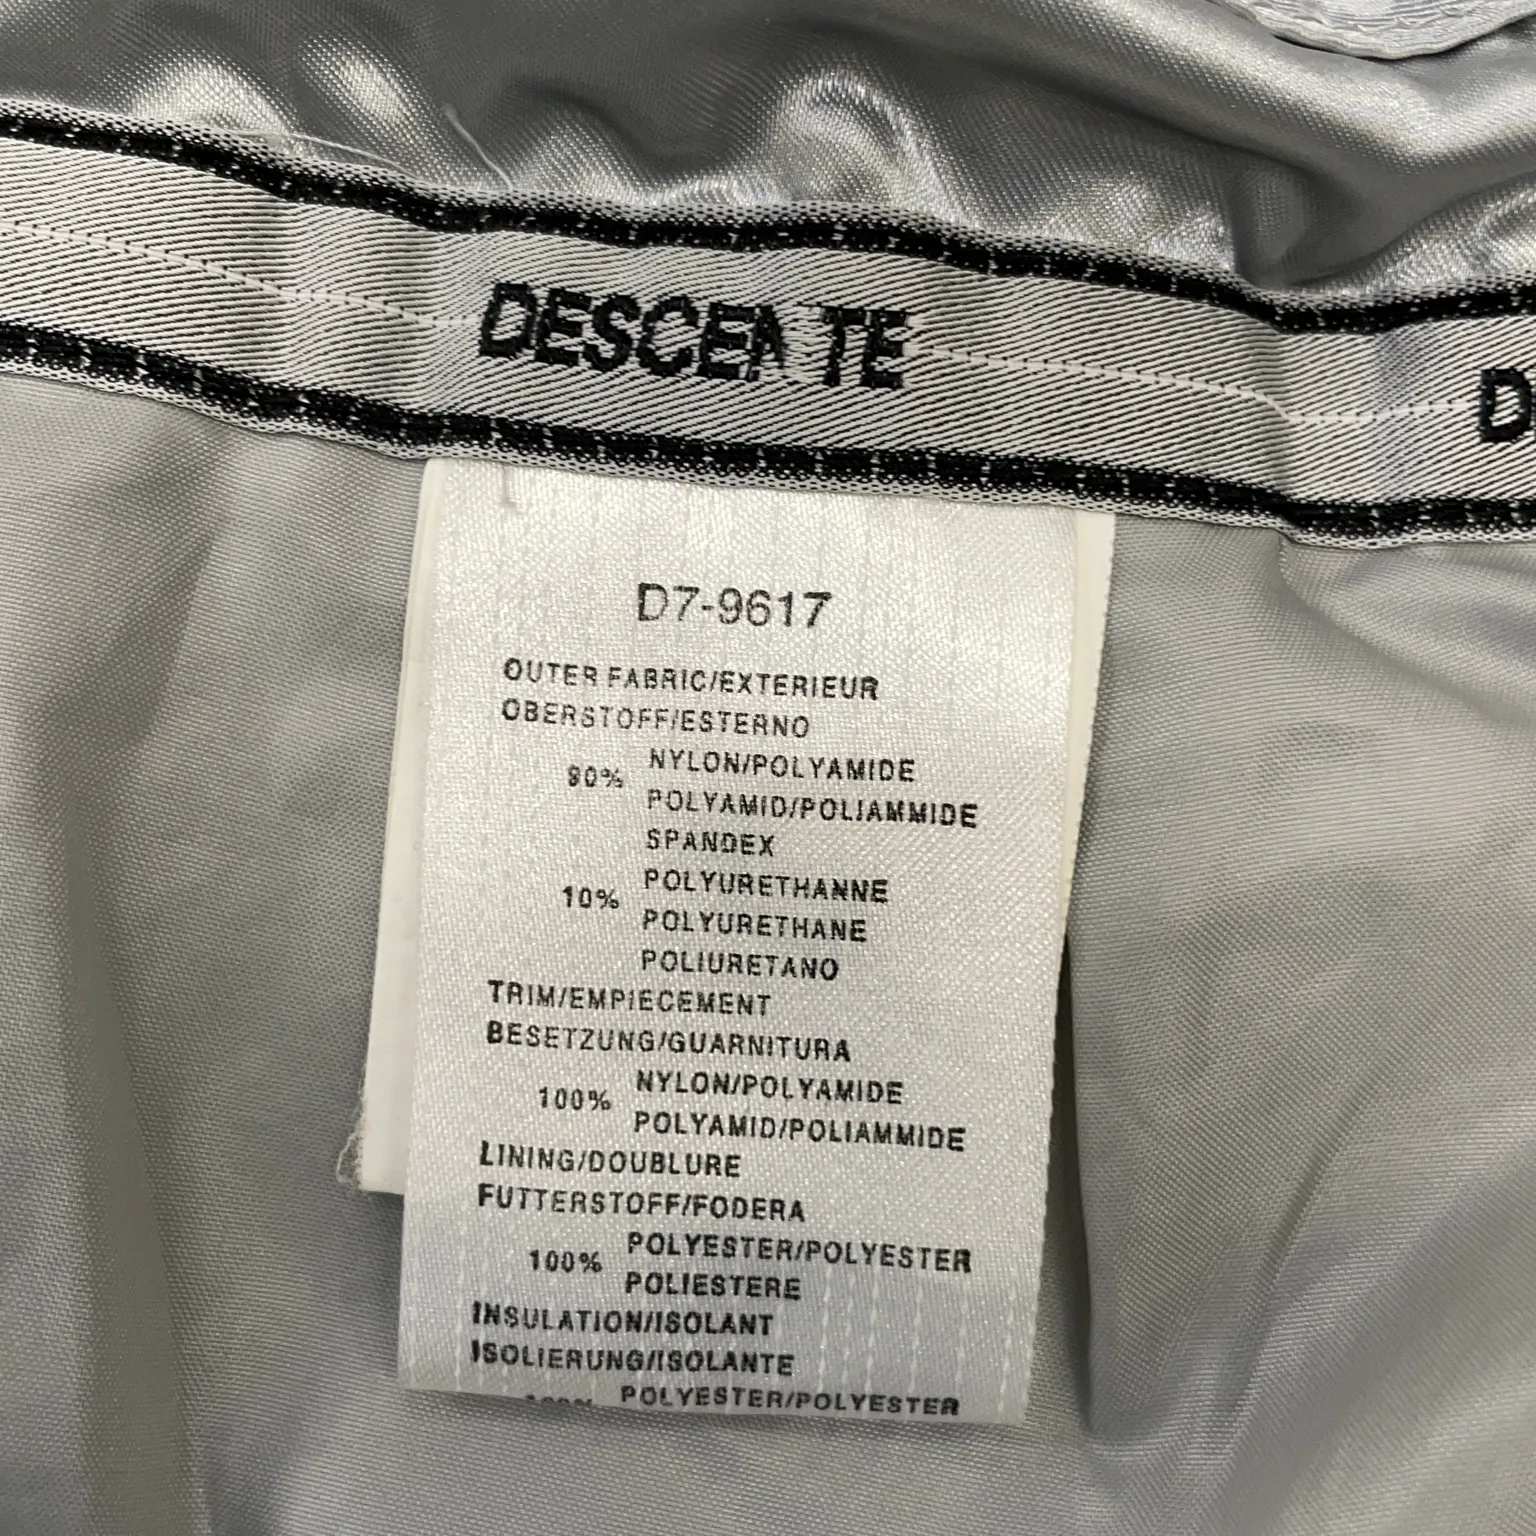 DESCENTE D
D7-9617
OUTER FABRIC/EXTERIEUR
OBERSTOFF/ESTERNO
90% NYLON/POLYAMIDE
POLYAMID/POLIAMMIDE
SPANDEX
10% POLYURETHANNE
POLYURETHANE
POLIURETANO
TRIM/EMPIECEMENT
BESETZUNG/GUARNITURA
100% NYLON/POLYAMIDE
POLYAMID/POLIAMMIDE
LINING/DOUBLURE
FUTTERSTOFF/FODERA
100% POLYESTER/POLYESTER
POLIESTERE
INSULATION/ISOLANT
ISOLIERUNG/ISOLANTE
100% POLYESTER/POLYESTER